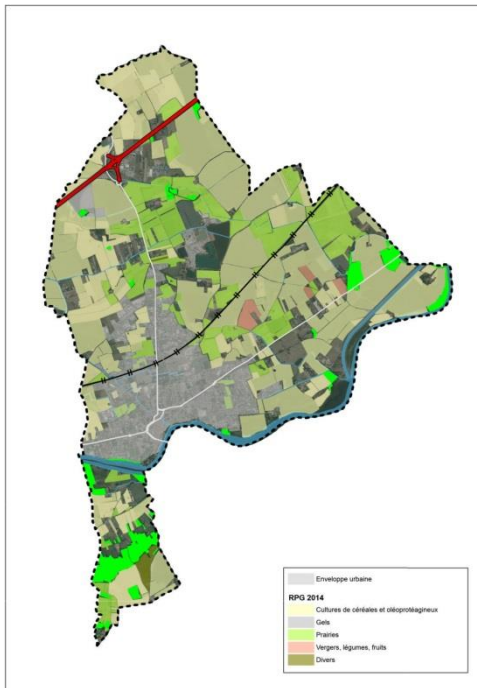 Enveloppe urbaine
RPG 2014
Cultures de céréales et oléoprotéagineux
Gels
Prairies
Vergers, légumes, fruits
Divers